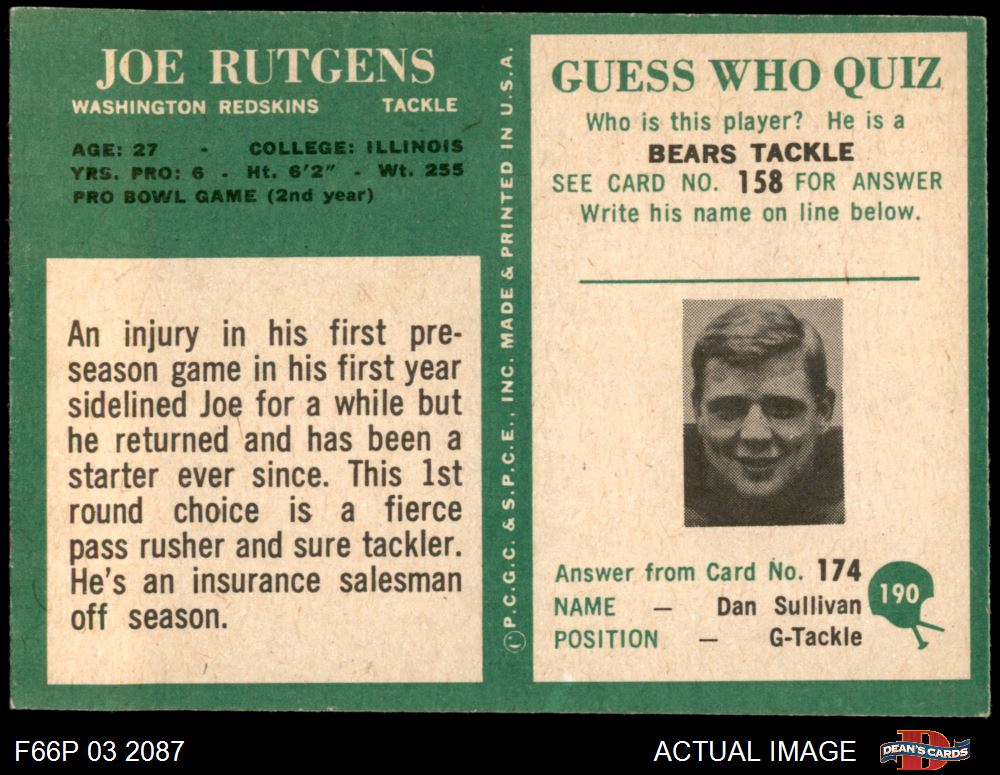 JOE RUTGENS
WASHINGTON REDSKINS TACKLE
AGE: 27 - COLLEGE: ILLINOIS
YRS. PRO: 6 - Ht. 6'2" - Wt. 255
PRO BOWL GAME (2nd year)
An injury in his first pre-
season game in his first year
sidelined Joe for a while but
he returned and has been a
starter ever since. This 1st
round choice is a fierce
pass rusher and sure tackler.
He's an insurance salesman
off season.
©P.C.G.C. & S.P.C.E., INC. MADE & PRINTED IN U.S.A.
GUESS WHO QUIZ
Who is this player? He is a
BEARS TACKLE
SEE CARD NO. 158 FOR ANSWER
Write his name on line below.
Answer from Card No. 174
NAME — Dan Sullivan
POSITION — G-Tackle
190
F66P 03 2087
ACTUAL IMAGE
D
DEAN'S CARDS